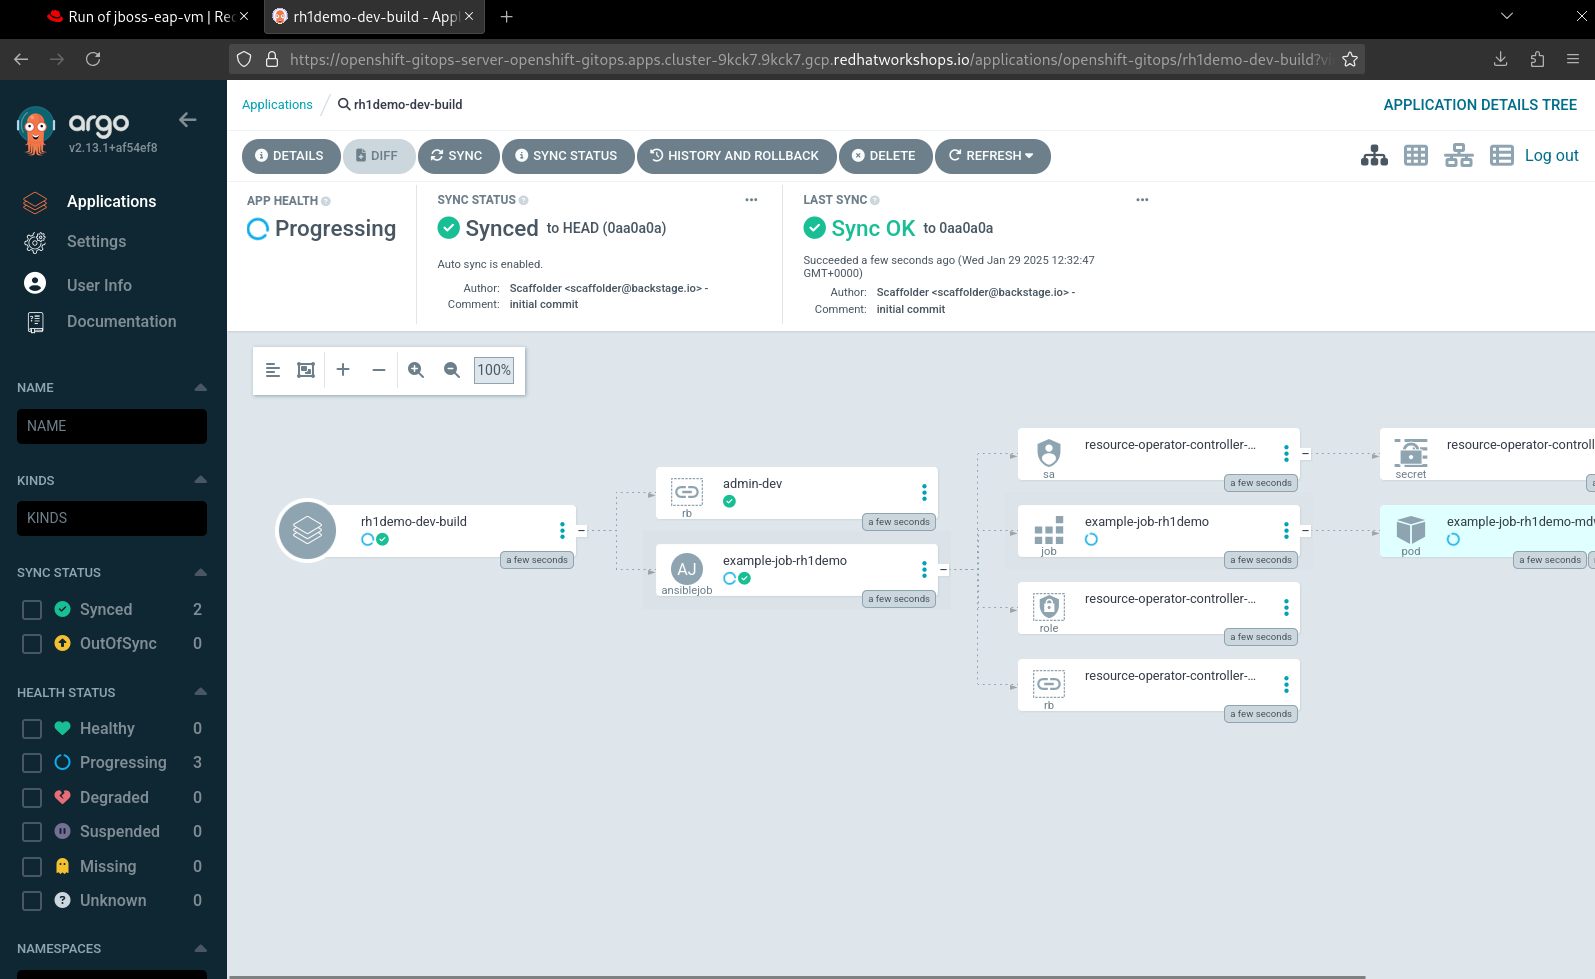 Run of jboss-eap-vm | Re
rh1demo-dev-build - Appl
https://openshift-gitops-server-openshift-gitops.apps.cluster-9kck7.9kck7.gcp.redhatworkshops.io/applications/openshift-gitops/rh1demo-dev-build?vi
argo
v2.13.1+af54ef8
Applications
Settings
User Info
Documentation
NAME
NAME
KINDS
KINDS
SYNC STATUS
Synced 2
OutOfSync 0
HEALTH STATUS
Healthy 0
Progressing 3
Degraded 0
Suspended 0
Missing 0
Unknown 0
NAMESPACES
Applications / rh1demo-dev-build
APPLICATION DETAILS TREE
DETAILS DIFF SYNC SYNC STATUS HISTORY AND ROLLBACK DELETE REFRESH
Log out
APP HEALTH
Progressing
SYNC STATUS
Synced to HEAD (0aa0a0a)
Auto sync is enabled.
Author: Scaffolder <scaffolder@backstage.io> -
Comment: initial commit
LAST SYNC
Sync OK to 0aa0a0a
Succeeded a few seconds ago (Wed Jan 29 2025 12:32:47
GMT+0000)
Author: Scaffolder <scaffolder@backstage.io> -
Comment: initial commit
100%
rh1demo-dev-build
a few seconds
admin-dev
rb
a few seconds
AJ
example-job-rh1demo
ansiblejob
a few seconds
resource-operator-controller-...
sa
a few seconds
example-job-rh1demo
job
a few seconds
resource-operator-controller-...
role
a few seconds
resource-operator-controller-...
rb
a few seconds
resource-operator-controll
secret
example-job-rh1demo-mdv
pod
a few seconds